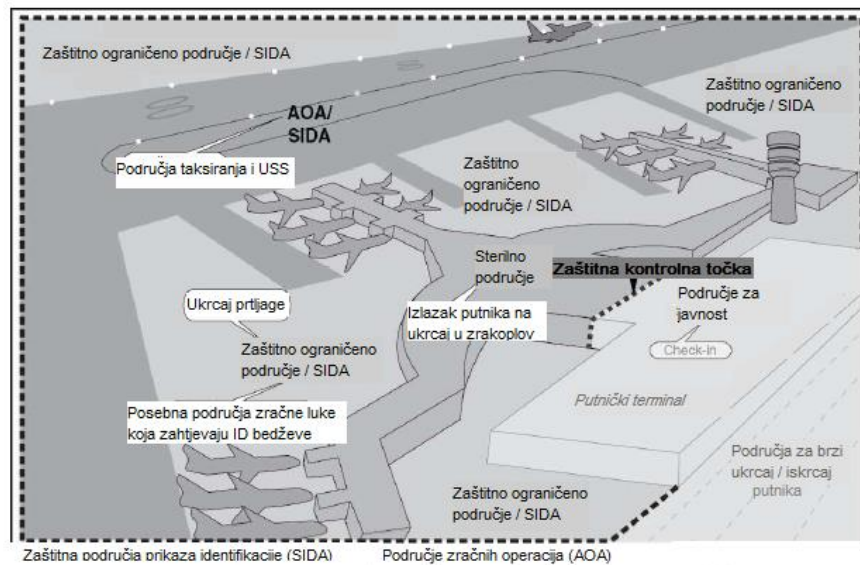 Zaštitno ograničeno područje / SIDA
AOA/
SIDA
Područja taksiranja i USS
Zaštitno ograničeno
područje / SIDA
Zaštitno
ograničeno
područje / SIDA
Sterilno
područje
Zaštitna kontrolna točka
Izlazak putnika na
ukrcaj u zrakoplov
Područje za
javnost
Check-in
Putnički terminal
Ukrcaj prtljage
Zaštitno ograničeno
područje / SIDA
Posebna područja zračne luke
koja zahtjevaju ID bedževe
Područja za brzi
ukrcaj / iskrcaj
putnika
Zaštitno ograničeno
područje / SIDA
Zaštitna područja prikaza identifikacije (SIDA)
Područje zračnih operacija (AOA)